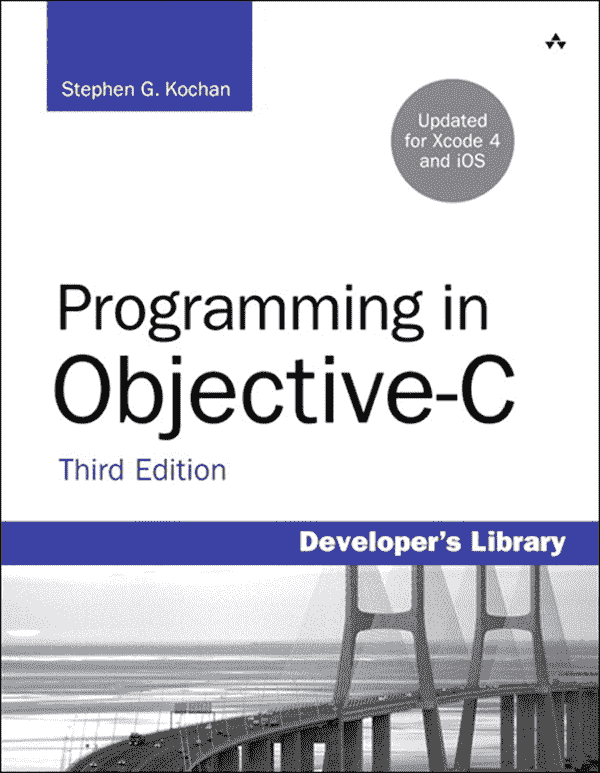 Stephen G. Kochan
Updated
for Xcode 4
and iOS
Programming in
Objective-C
Third Edition
Developer's Library